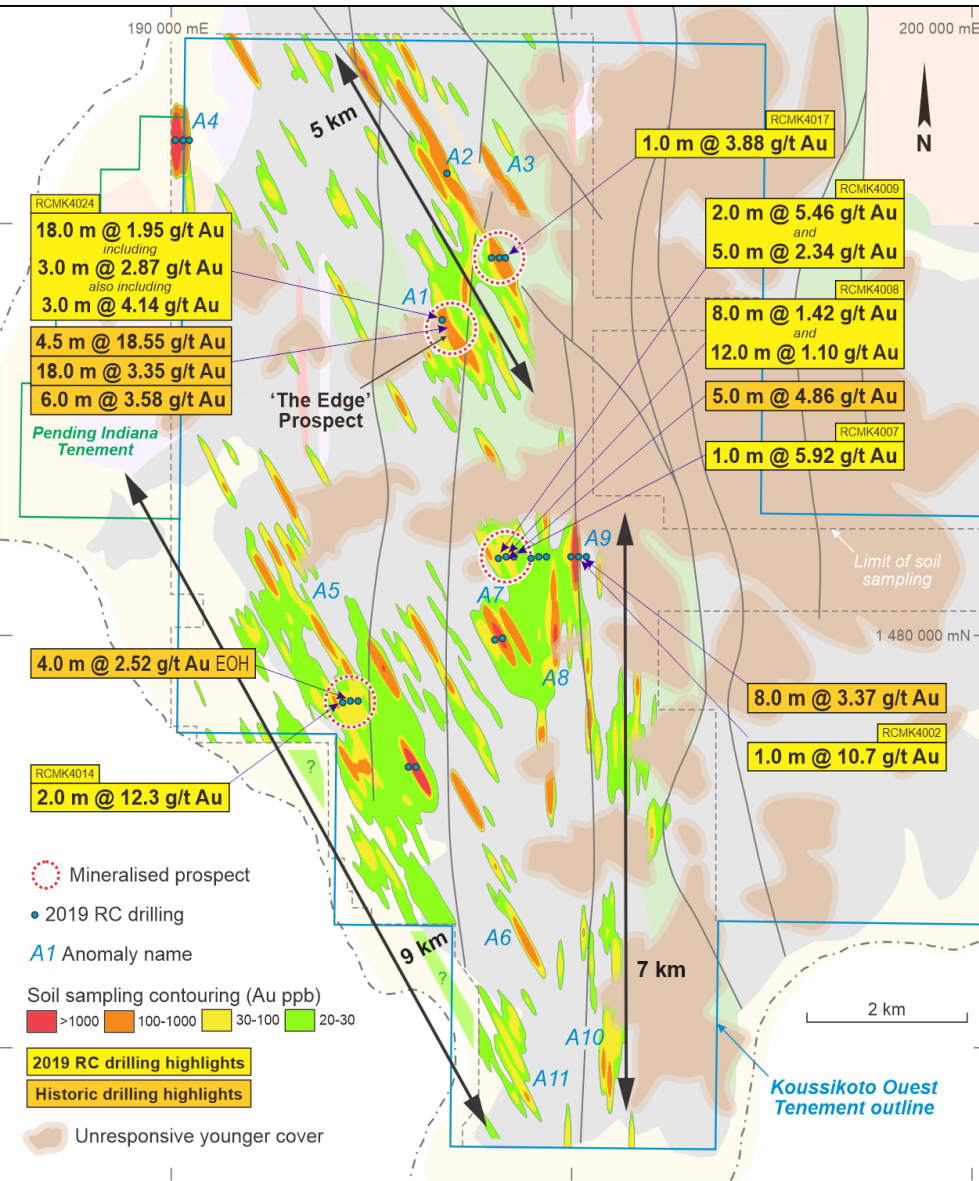 190 000 mE
200 000 mE
N
5 km
A4
A2
A3
RCMK4017
1.0 m @ 3.88 g/t Au
RCMK4024
18.0 m @ 1.95 g/t Au
including
3.0 m @ 2.87 g/t Au
also including
3.0 m @ 4.14 g/t Au
4.5 m @ 18.55 g/t Au
18.0 m @ 3.35 g/t Au
6.0 m @ 3.58 g/t Au
RCMK4009
2.0 m @ 5.46 g/t Au
and
5.0 m @ 2.34 g/t Au
RCMK4008
8.0 m @ 1.42 g/t Au
and
12.0 m @ 1.10 g/t Au
5.0 m @ 4.86 g/t Au
RCMK4007
1.0 m @ 5.92 g/t Au
A1
'The Edge'
Prospect
Pending Indiana
Tenement
A9
Limit of soil
sampling
A5
A7
A8
1 480 000 mN
4.0 m @ 2.52 g/t Au EOH
8.0 m @ 3.37 g/t Au
RCMK4002
1.0 m @ 10.7 g/t Au
RCMK4014
2.0 m @ 12.3 g/t Au
?
?
9 km
7 km
A6
A10
A11
2 km
Koussikoto Ouest
Tenement outline
Mineralised prospect
2019 RC drilling
A1 Anomaly name
Soil sampling contouring (Au ppb)
>1000 100-1000 30-100 20-30
2019 RC drilling highlights
Historic drilling highlights
Unresponsive younger cover